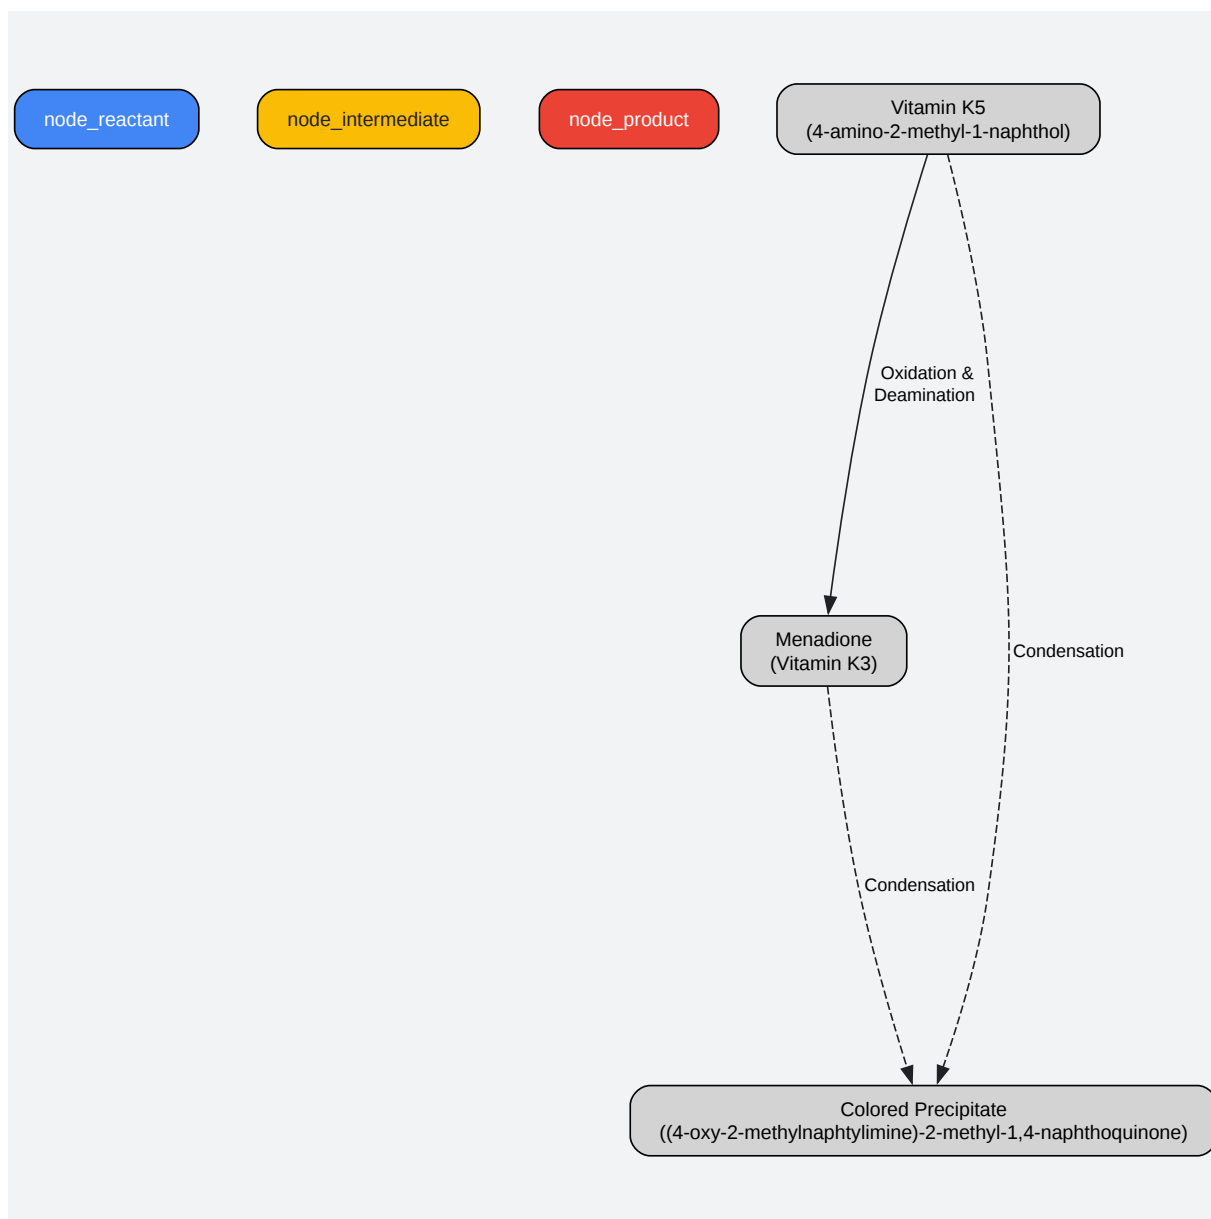 node_reactant
node_intermediate
node_product
Vitamin K5
(4-amino-2-methyl-1-naphthol)
Oxidation &
Deamination
Menadione
(Vitamin K3)
Condensation
Condensation
Colored Precipitate
((4-oxy-2-methylnaphtylimine)-2-methyl-1,4-naphthoquinone)